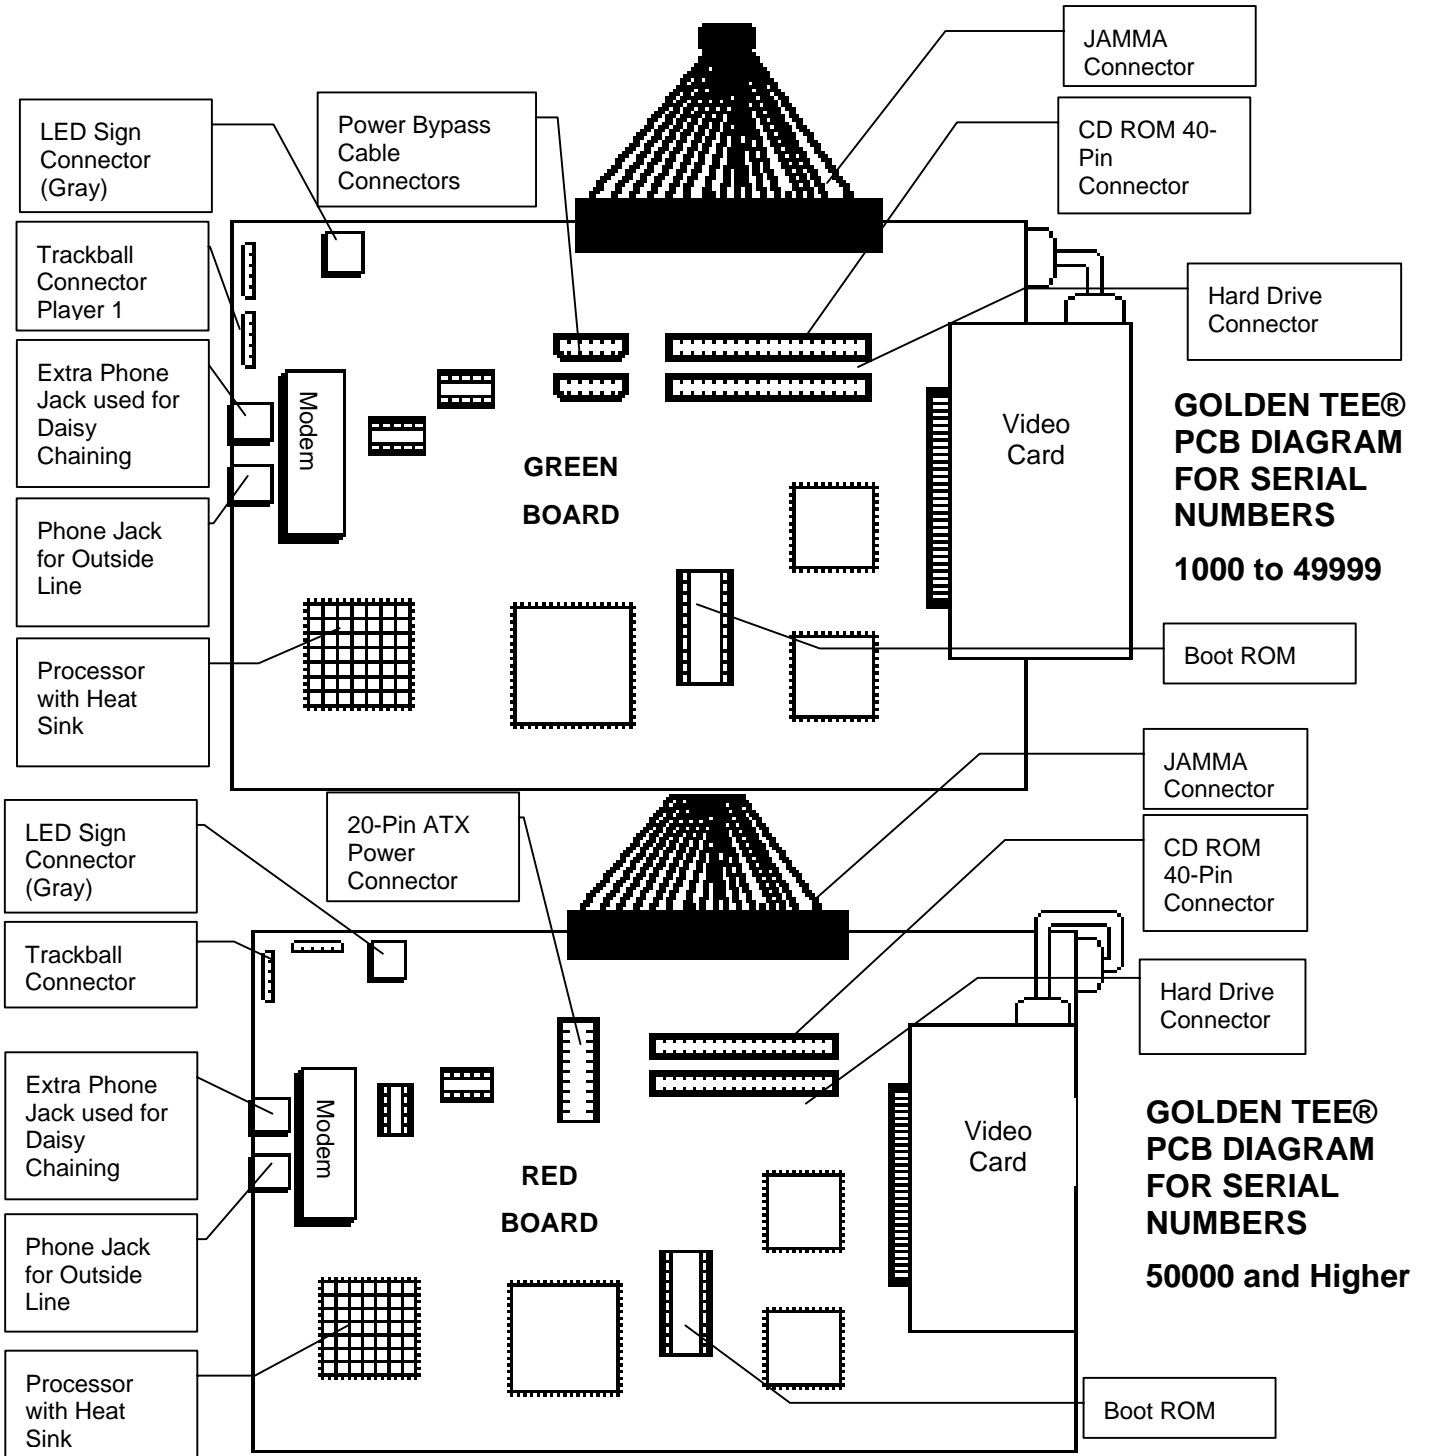 JAMMA
Connector
LED Sign
Connector
(Gray)
Power Bypass
Cable
Connectors
CD ROM 40-
Pin
Connector
Trackball
Connector
Player 1
Hard Drive
Connector
Extra Phone
Jack used for
Daisy
Chaining
Modem
Video
Card
GOLDEN TEE®
PCB DIAGRAM
FOR SERIAL
NUMBERS
1000 to 49999
GREEN
BOARD
Phone Jack
for Outside
Line
Processor
with Heat
Sink
Boot ROM
JAMMA
Connector
LED Sign
Connector
(Gray)
20-Pin ATX
Power
Connector
CD ROM
40-Pin
Connector
Trackball
Connector
Hard Drive
Connector
Extra Phone
Jack used for
Daisy
Chaining
Modem
Video
Card
GOLDEN TEE®
PCB DIAGRAM
FOR SERIAL
NUMBERS
50000 and Higher
RED
BOARD
Phone Jack
for Outside
Line
Processor
with Heat
Sink
Boot ROM